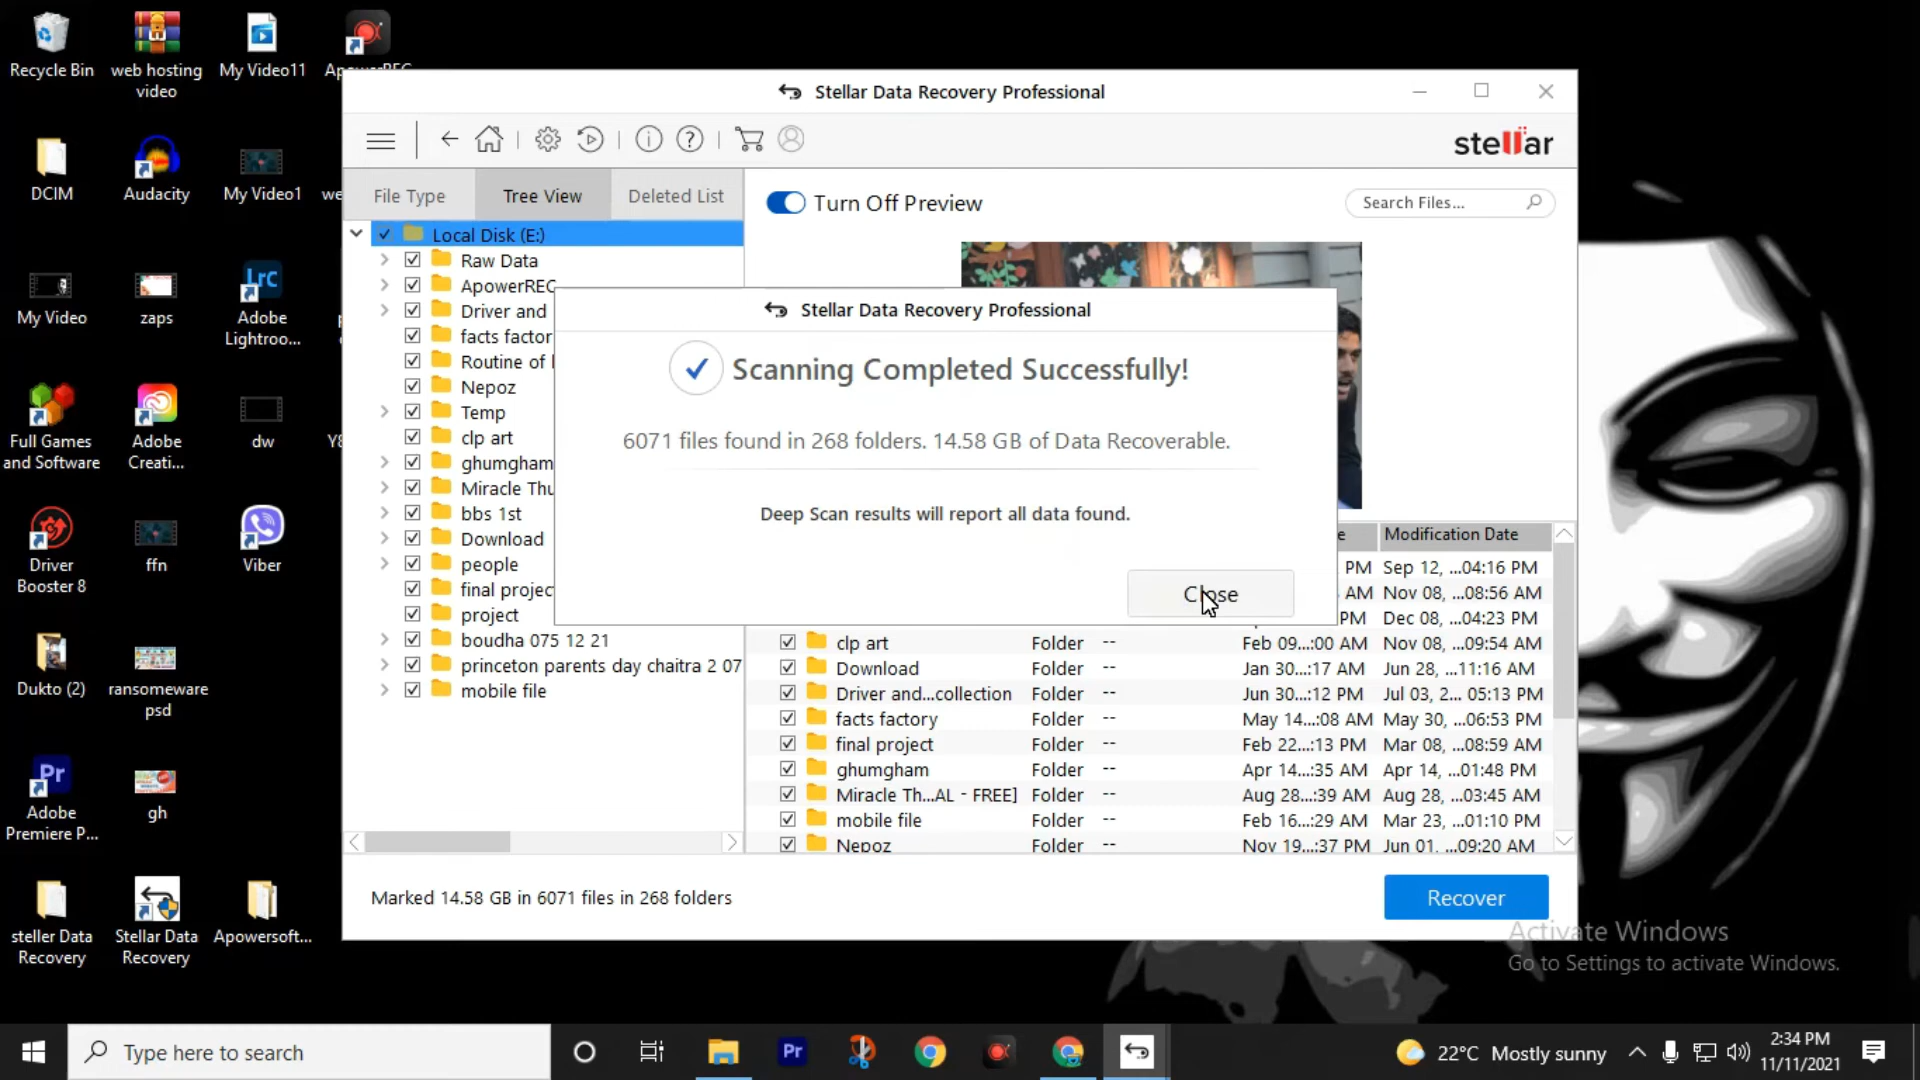 Recycle Bin
web hosting
video
My Video11
ApowerREC
DCIM
Audacity
My Video1
we
My Video
zaps
Adobe
Lightroo...
Full Games
and Software
Adobe
Creati...
dw
Driver
Booster 8
ffn
Viber
Dukto (2)
ransomeware
psd
Adobe
Premiere P...
gh
steller Data
Recovery
Stellar Data
Recovery
Apowersoft...
Stellar Data Recovery Professional
stellar
File Type
Tree View
Deleted List
Turn Off Preview
Search Files...
Local Disk (E:)
Raw Data
ApowerREC
Driver and
facts factor
Routine of
Nepoz
Temp
clp art
ghumgham
Miracle Thu
bbs 1st
Download
people
final projec
project
boudha 075 12 21
princeton parents day chaitra 2 07
mobile file
Stellar Data Recovery Professional
Scanning Completed Successfully!
6071 files found in 268 folders. 14.58 GB of Data Recoverable.
Deep Scan results will report all data found.
Close
e Modification Date
PM Sep 12, ...04:16 PM
AM Nov 08, ...08:56 AM
PM Dec 08, ...04:23 PM
clp art Folder -- Feb 09...:00 AM Nov 08, ...09:54 AM
Download Folder -- Jan 30...:17 AM Jun 28, ...11:16 AM
Driver and...collection Folder -- Jun 30...:12 PM Jul 03, 2... 05:13 PM
facts factory Folder -- May 14...:08 AM May 30, ...06:53 PM
final project Folder -- Feb 22...:13 PM Mar 08, ...08:59 AM
ghumgham Folder -- Apr 14...:35 AM Apr 14, ...01:48 PM
Miracle Th...AL - FREE] Folder -- Aug 28...:39 AM Aug 28, ...03:45 AM
mobile file Folder -- Feb 16...:29 AM Mar 23, ...01:10 PM
Nepoz Folder -- Nov 19...:37 PM Jun 01, ...09:20 AM
Marked 14.58 GB in 6071 files in 268 folders
Recover
Activate Windows
Go to Settings to activate Windows.
Type here to search
22°C Mostly sunny
2:34 PM
11/11/2021